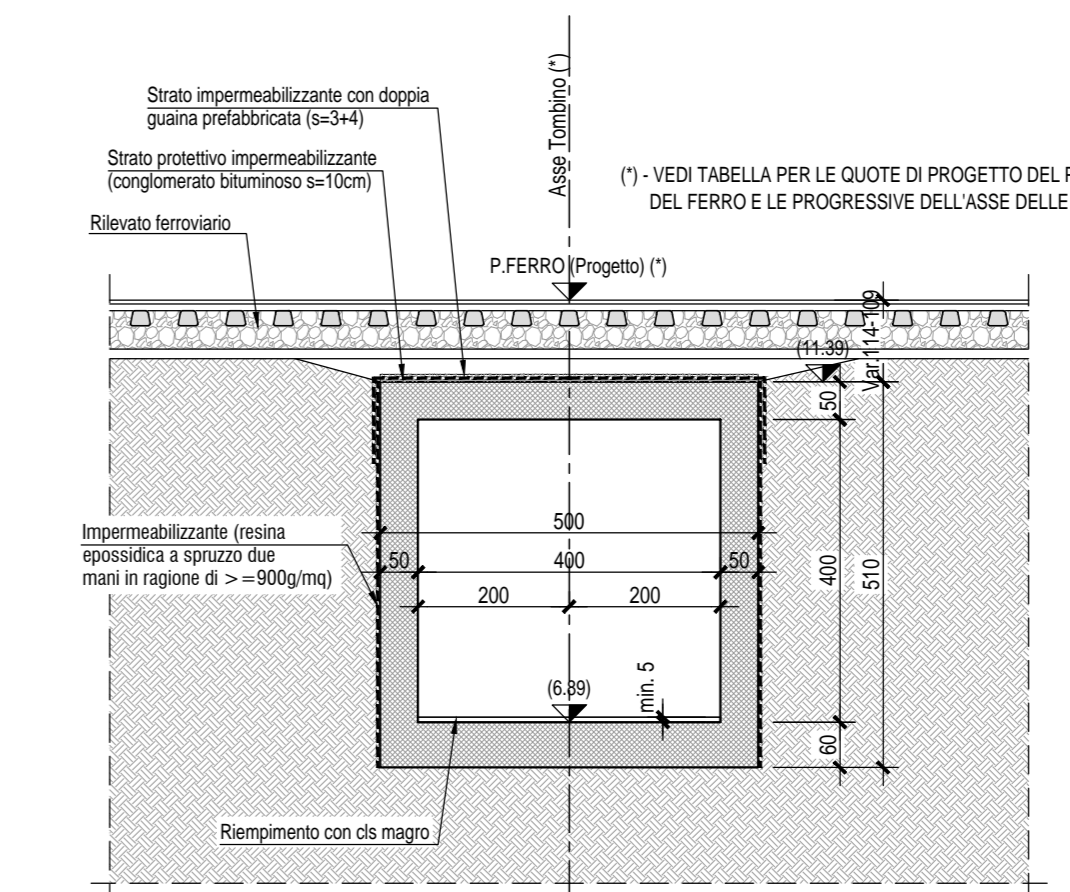 Asse Tombino (*)
Strato impermeabilizzante con doppia
guaina prefabbricata (s=3+4)
Strato protettivo impermeabilizzante
(conglomerato bituminoso s=10cm)
Rilevato ferroviario
(*) - VEDI TABELLA PER LE QUOTE DI PROGETTO DEL
DEL FERRO E LE PROGRESSIVE DELL'ASSE DELLE
P.FERRO (Progetto) (*)
Var.114-109
(11.39)
50
500
50
400
50
200
200
400
510
Impermeabilizzante (resina
epossidica a spruzzo due
mani in ragione di >=900g/mq)
min. 5
(6.89)
60
Riempimento con cls magro